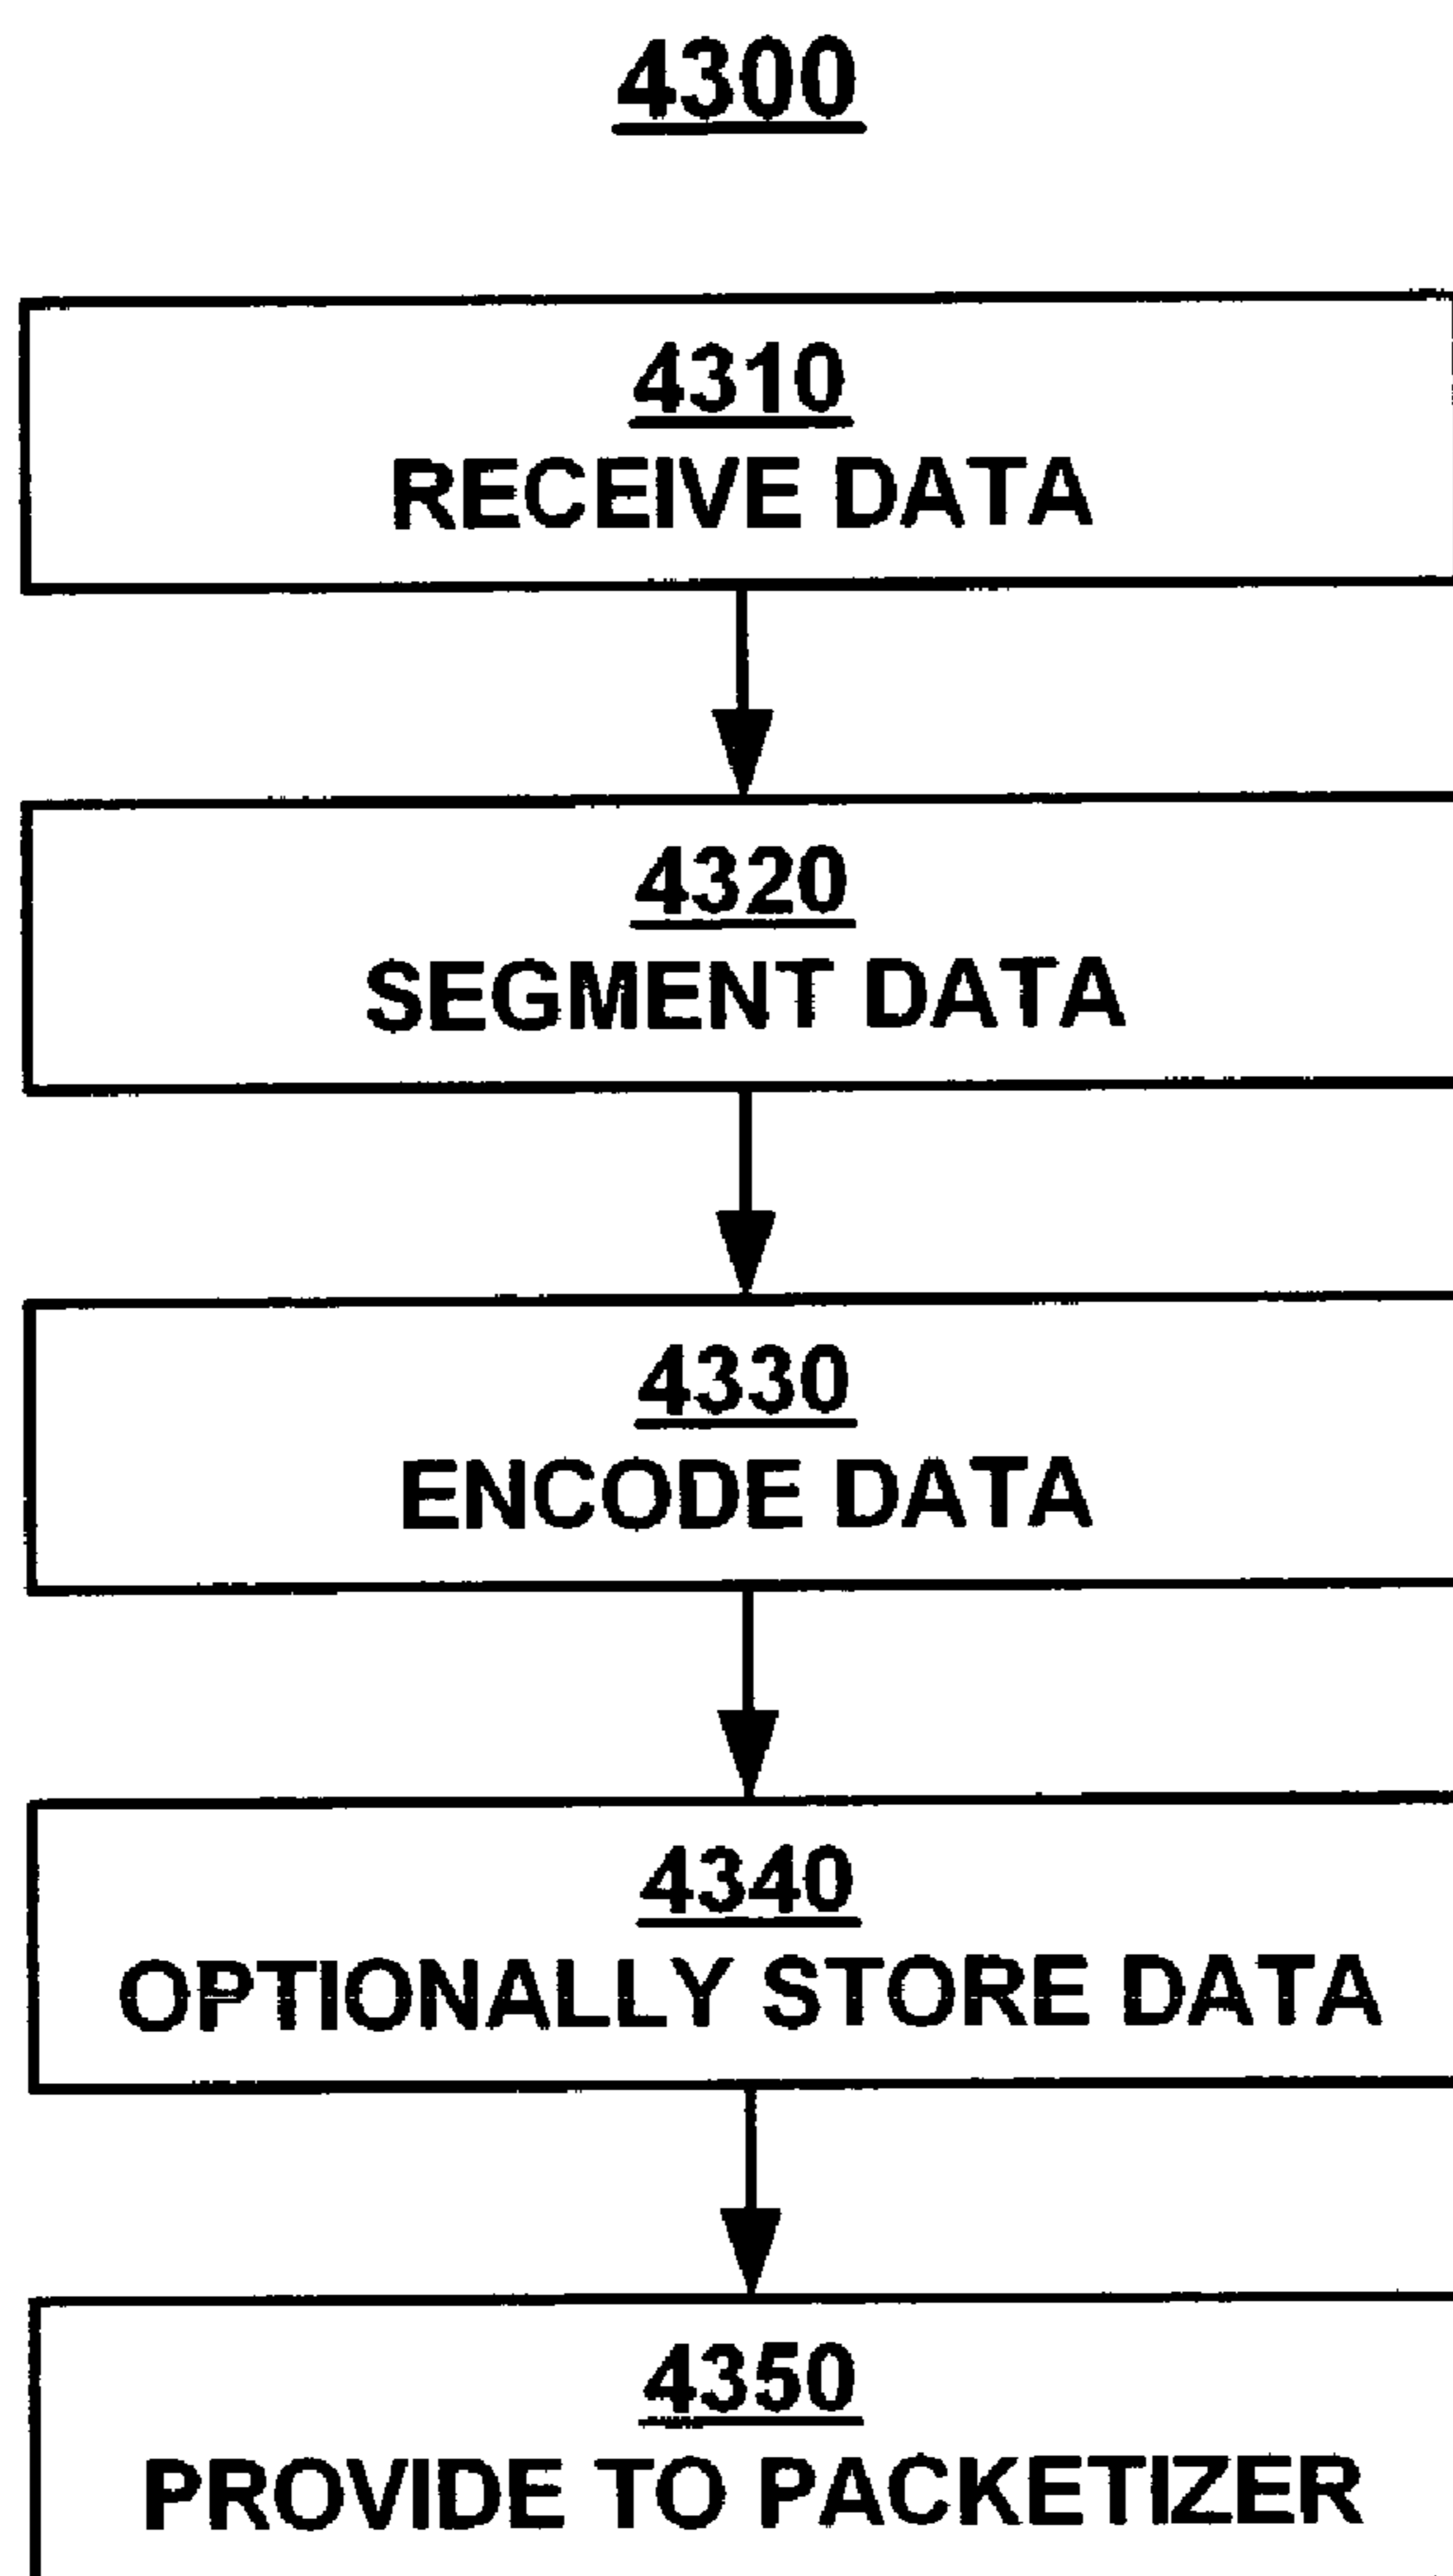 4300
4310
RECEIVE DATA
4320
SEGMENT DATA
4330
ENCODE DATA
4340
OPTIONALLY STORE DATA
4350
PROVIDE TO PACKETIZER